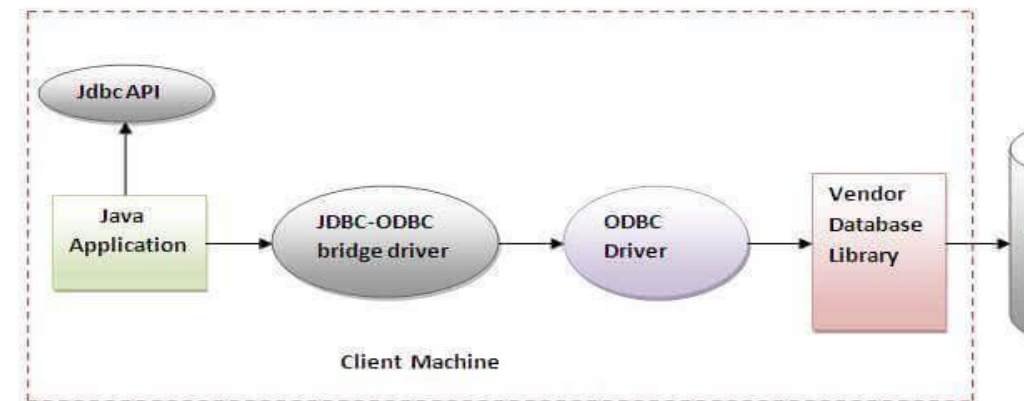 Jdbc API
Java
Application
JDBC-ODBC
bridge driver
ODBC
Driver
Vendor
Database
Library
Client Machine